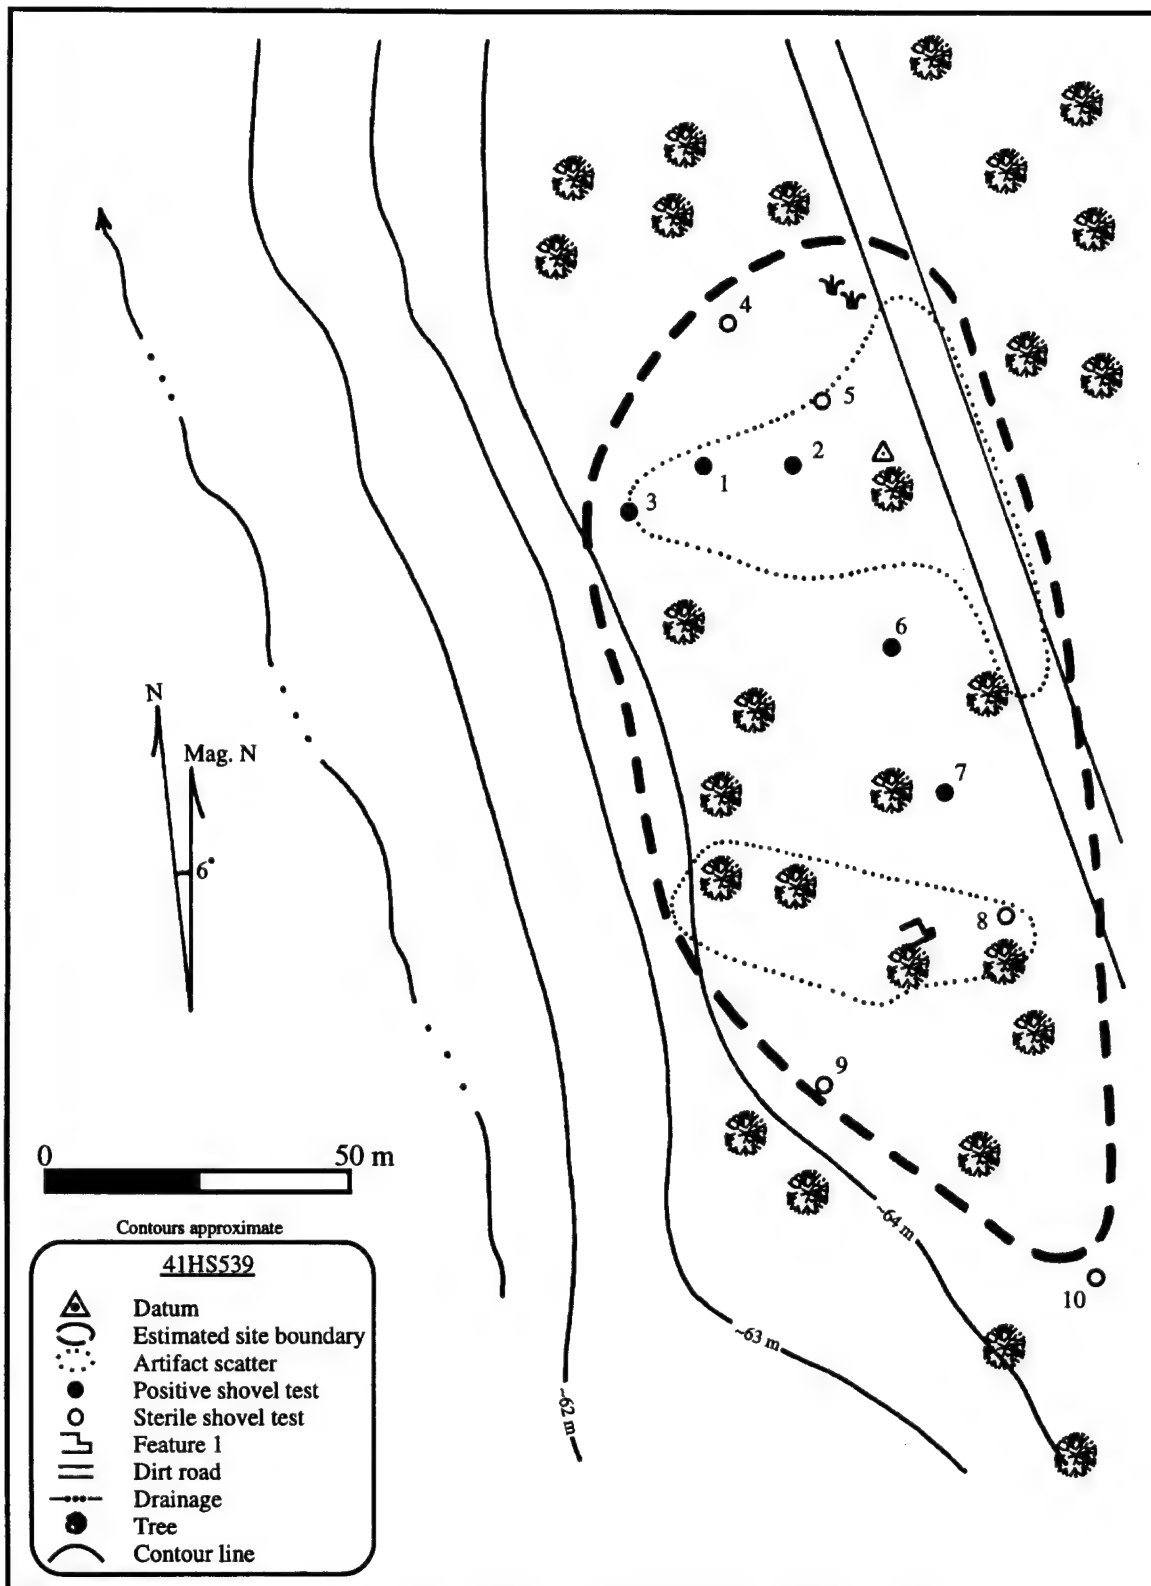 4
5
2
1
3
6
N
Mag. N
7
6°
8
9
0 50 m
~64 m
Contours approximate
10
41HS539
Datum
Estimated site boundary
~63 m
Artifact scatter
Positive shovel test
~62 m
Sterile shovel test
Feature 1
Dirt road
Drainage
Tree
Contour line